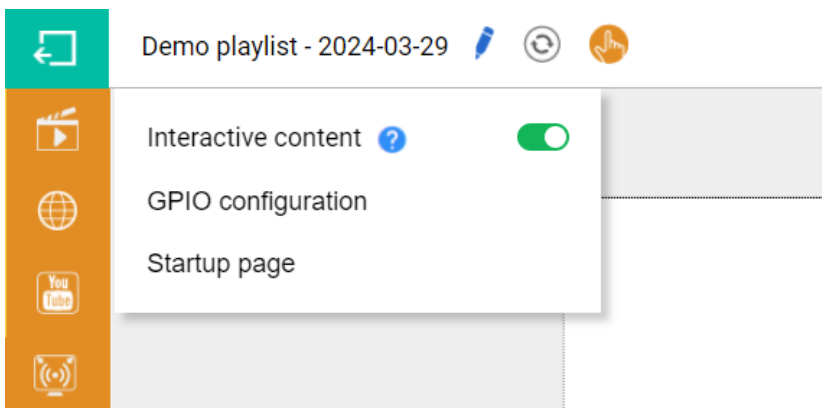 Demo playlist - 2024-03-29
Interactive content ?
GPIO configuration
Startup page
You
Tube